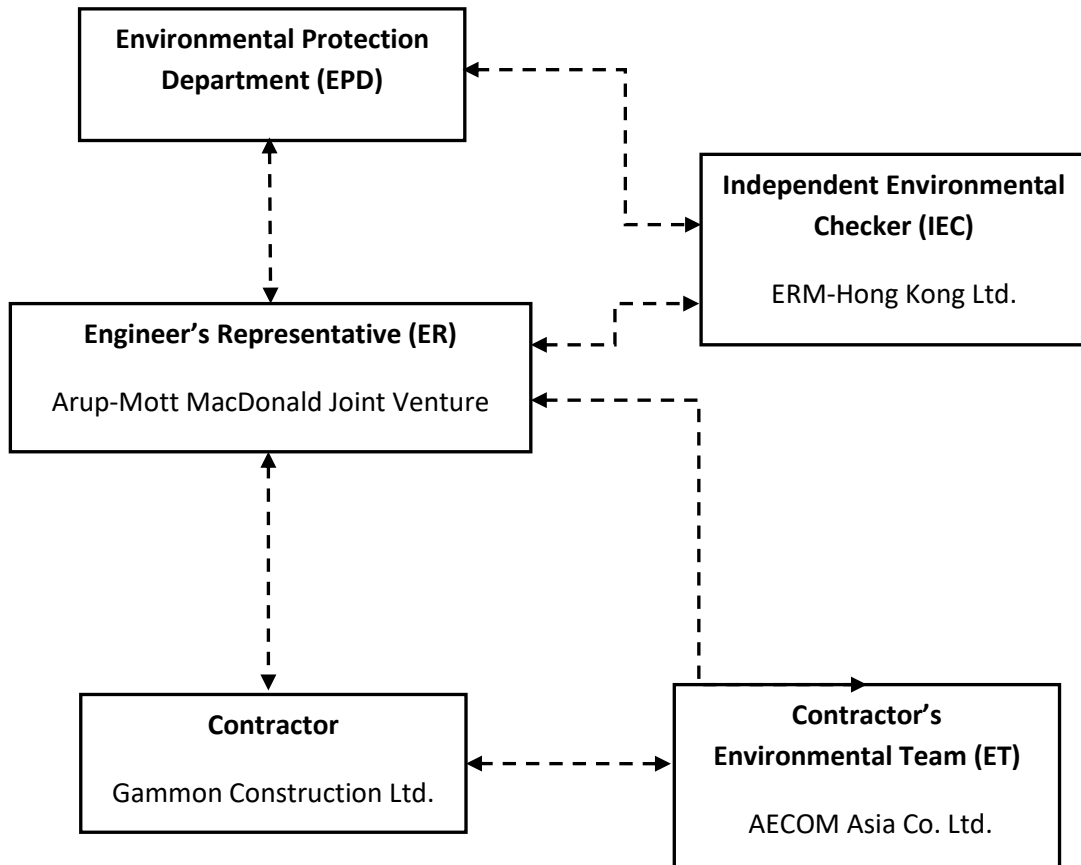 Environmental Protection
Department (EPD)
Independent Environmental
Checker (IEC)
ERM-Hong Kong Ltd.
Engineer’s Representative (ER)
Arup-Mott MacDonald Joint Venture
Contractor
Gammon Construction Ltd.
Contractor’s
Environmental Team (ET)
AECOM Asia Co. Ltd.